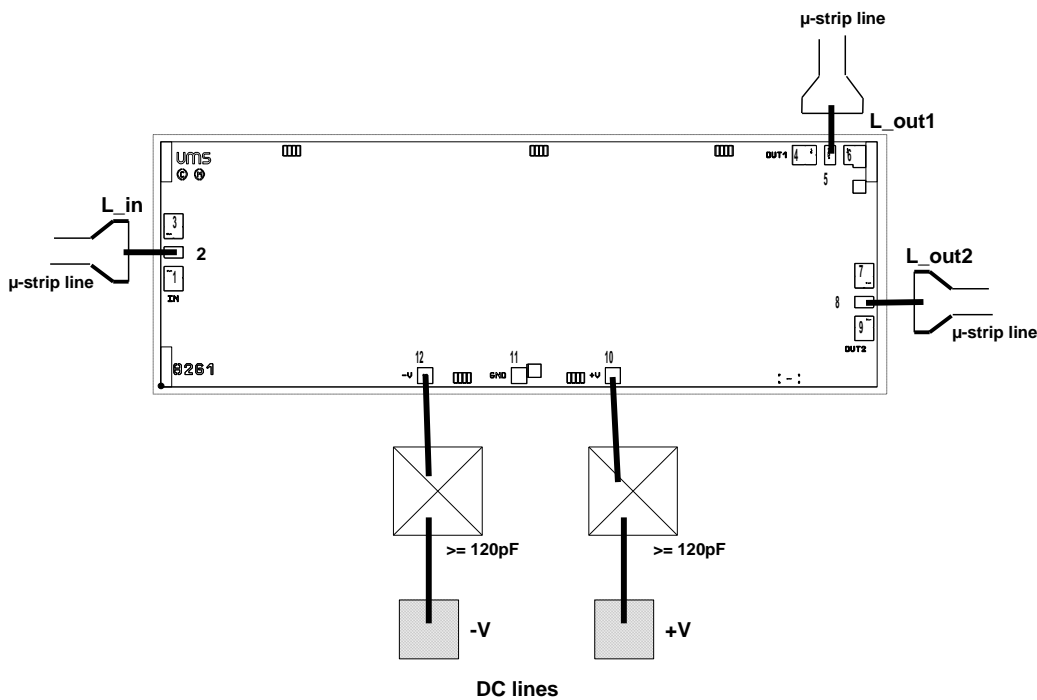 µ-strip line
L_out1
UMS
C H
OUT1 4 5 6
L_in
3
2
1
IN
µ-strip line
L_out2
7
8
9
OUT2
µ-strip line
8261
12
-V
11
GND
10
+V
:-:
>= 120pF
>= 120pF
-V
+V
DC lines